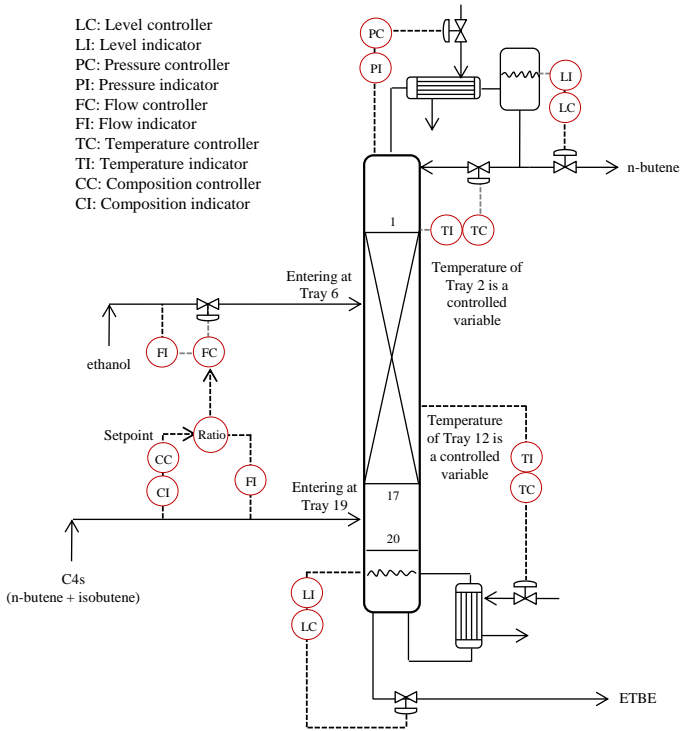 LC: Level controller
LI: Level indicator
PC: Pressure controller
PI: Pressure indicator
FC: Flow controller
FI: Flow indicator
TC: Temperature controller
TI: Temperature indicator
CC: Composition controller
CI: Composition indicator
PC
PI
LI
LC
n-butene
1
TI
TC
Temperature of
Tray 2 is a
controlled
variable
Entering at
Tray 6
ethanol
FI
FC
Setpoint
Ratio
CC
CI
FI
Temperature
of Tray 12 is
a controlled
variable
TI
TC
Entering at
Tray 19
17
20
C4s
(n-butene + isobutene)
LI
LC
ETBE